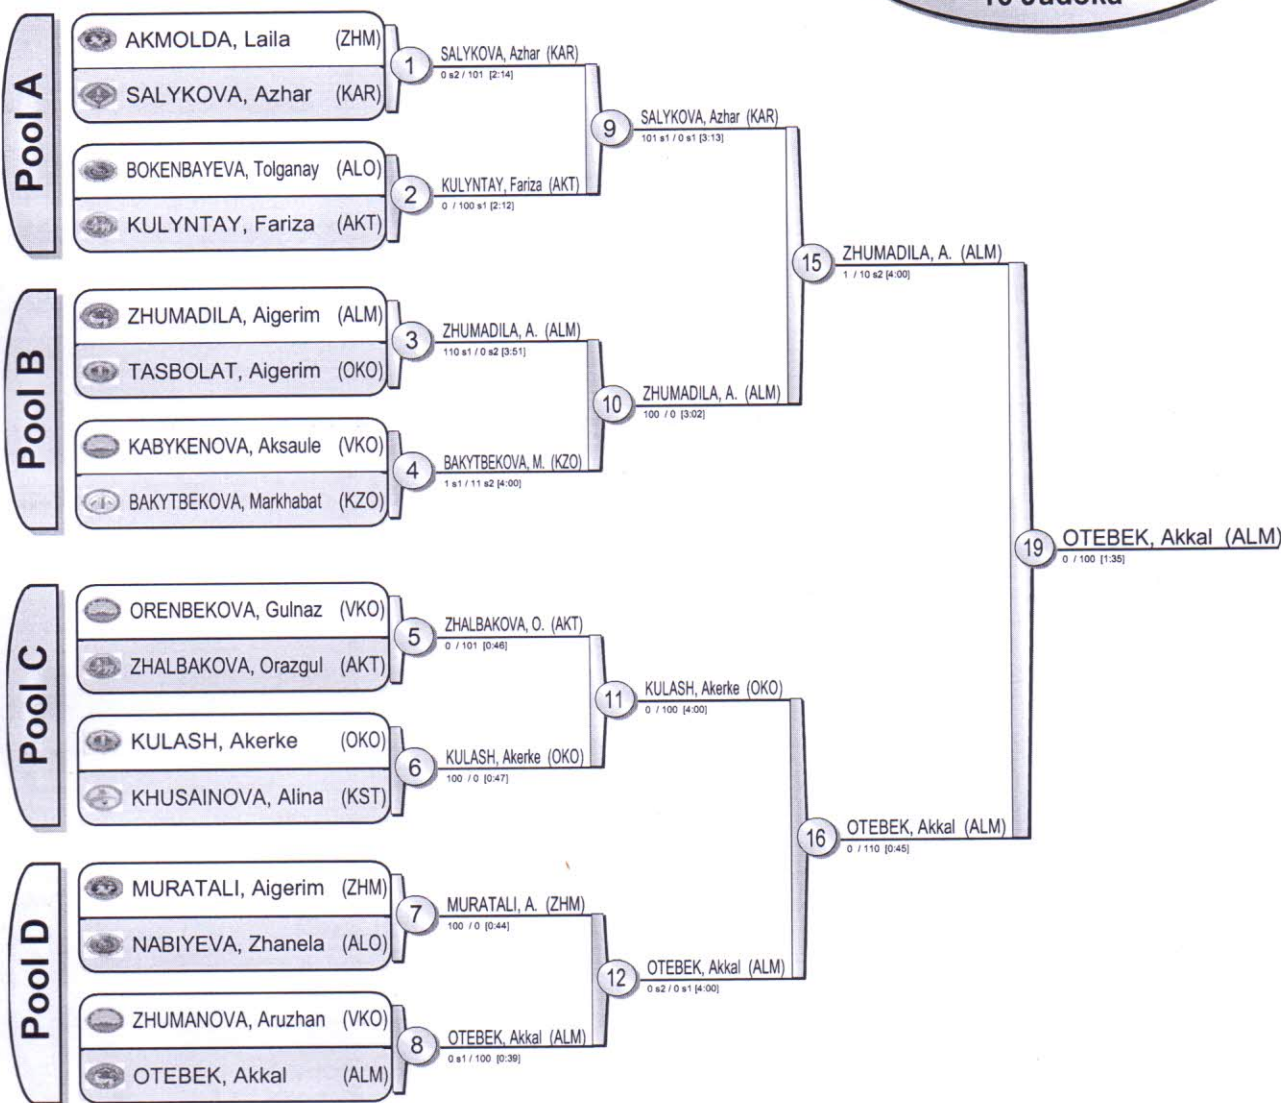 16 Judoka
Pool A
AKMOLDA, Laila (ZHM)
SALYKOVA, Azhar (KAR)
BOKENBAYEVA, Tolganay (ALO)
KULYNTAY, Fariza (AKT)
Pool B
ZHUMADILA, Aigerim (ALM)
TASBOLAT, Aigerim (OKO)
KABYKENOVA, Aksaule (VKO)
BAKYTBEKOVA, Markhabat (KZO)
Pool C
ORENBEKOVA, Gulnaz (VKO)
ZHALBAKOVA, Orazgul (AKT)
KULASH, Akerke (OKO)
KHUSAINOVA, Alina (KST)
Pool D
MURATALI, Aigerim (ZHM)
NABIYEVA, Zhanela (ALO)
ZHUMANOVA, Aruzhan (VKO)
OTEBEK, Akkal (ALM)
1 SALYKOVA, Azhar (KAR)
0 s2 / 101 [2:14]
2 KULYNTAY, Fariza (AKT)
0 / 100 s1 [2:12]
3 ZHUMADILA, A. (ALM)
110 s1 / 0 s2 [3:51]
4 BAKYTBEKOVA, M. (KZO)
1 s1 / 11 s2 [4:00]
5 ZHALBAKOVA, O. (AKT)
0 / 101 [0:46]
6 KULASH, Akerke (OKO)
100 / 0 [0:47]
7 MURATALI, A. (ZHM)
100 / 0 [0:44]
8 OTEBEK, Akkal (ALM)
0 s1 / 100 [0:39]
9 SALYKOVA, Azhar (KAR)
101 s1 / 0 s1 [3:13]
10 ZHUMADILA, A. (ALM)
100 / 0 [3:02]
11 KULASH, Akerke (OKO)
0 / 100 [4:00]
12 OTEBEK, Akkal (ALM)
0 s2 / 0 s1 [4:00]
15 ZHUMADILA, A. (ALM)
1 / 10 s2 [4:00]
16 OTEBEK, Akkal (ALM)
0 / 110 [0:45]
19 OTEBEK, Akkal (ALM)
0 / 100 [1:35]